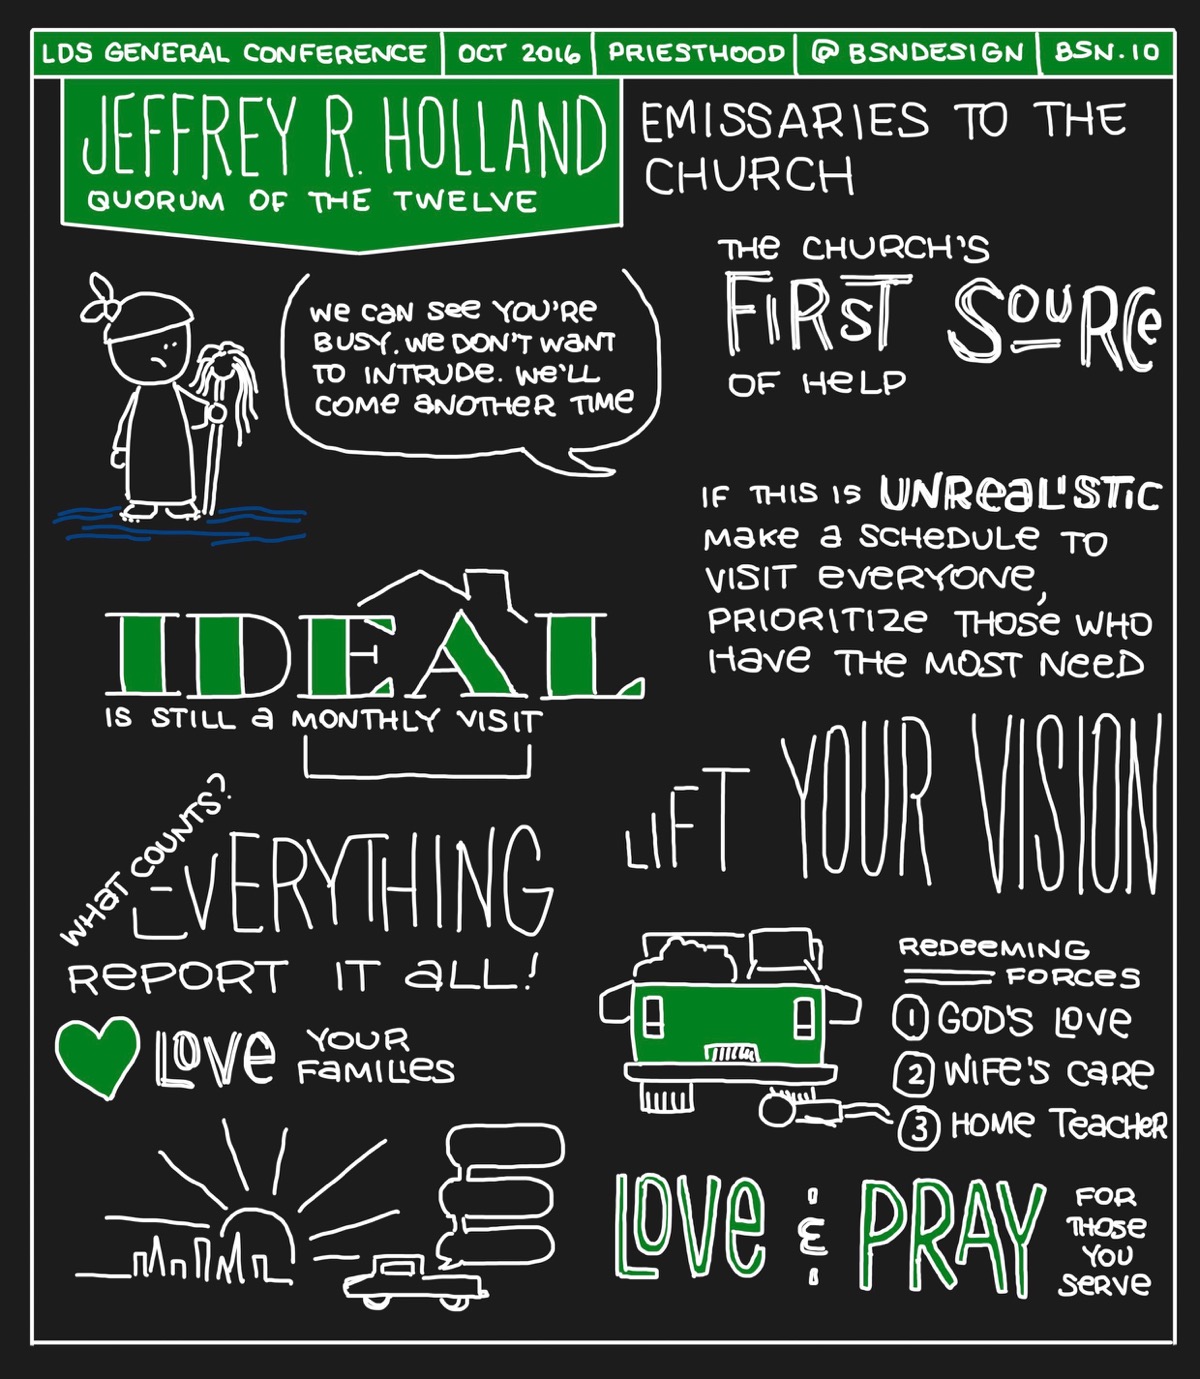 LDS GENERAL CONFERENCE OCT 2016 PRIESTHOOD @BSNDESIGN BSN.IO
JEFFREY R. HOLLAND
QUORUM OF THE TWELVE
EMISSARIES TO THE
CHURCH
THE CHURCH'S
FIRST SOURCE
OF HELP
WE CAN SEE YOU'RE
BUSY. WE DON'T WANT
TO INTRUDE. WE'LL
COME ANOTHER TIME
IF THIS IS UNREALISTIC
MAKE A SCHEDULE TO
VISIT EVERYONE,
PRIORITIZE THOSE WHO
HAVE THE MOST NEED
IDEAL
IS STILL A MONTHLY VISIT
LIFT YOUR VISION
WHAT COUNTS?
EVERYTHING
REPORT IT ALL!
LOVE YOUR
FAMILIES
REDEEMING
FORCES
1 GOD'S LOVE
2 WIFE'S CARE
3 HOME TEACHER
LOVE & PRAY
FOR
THOSE
YOU
SERVE